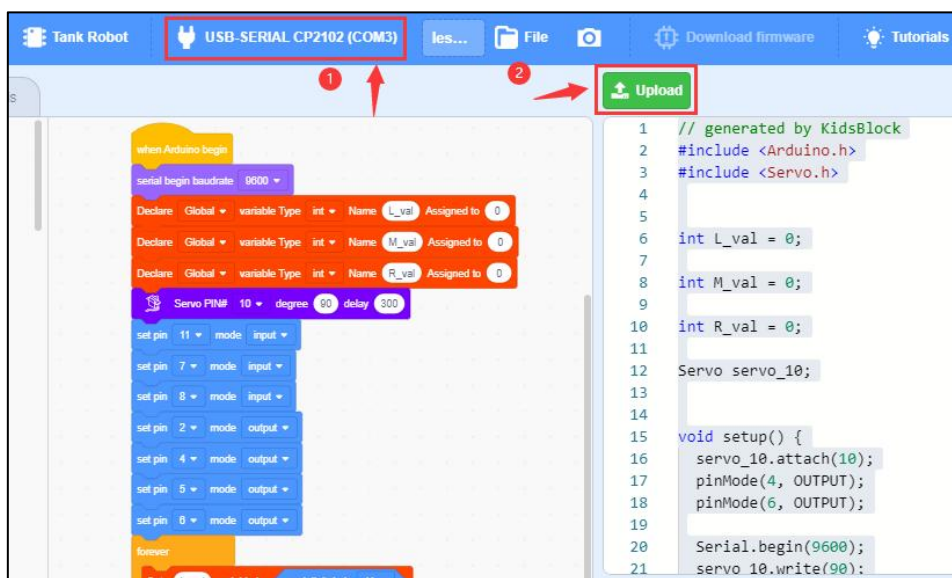 Tank Robot USB-SERIAL CP2102 (COM3) les... File Download firmware Tutorials
1
2
s
Upload
when Arduino begin
serial begin baudrate 9600
Declare Global variable Type int Name L_val Assigned to 0
Declare Global variable Type int Name M_val Assigned to 0
Declare Global variable Type int Name R_val Assigned to 0
Servo PIN# 10 degree 90 delay 300
set pin 11 mode input
set pin 7 mode input
set pin 8 mode input
set pin 2 mode output
set pin 4 mode output
set pin 5 mode output
set pin 6 mode output
forever
1 // generated by KidsBlock
2 #include <Arduino.h>
3 #include <Servo.h>
4
5
6 int L_val = 0;
7
8 int M_val = 0;
9
10 int R_val = 0;
11
12 Servo servo_10;
13
14
15 void setup() {
16 servo_10.attach(10);
17 pinMode(4, OUTPUT);
18 pinMode(6, OUTPUT);
19
20 Serial.begin(9600);
21 servo_10.write(90);